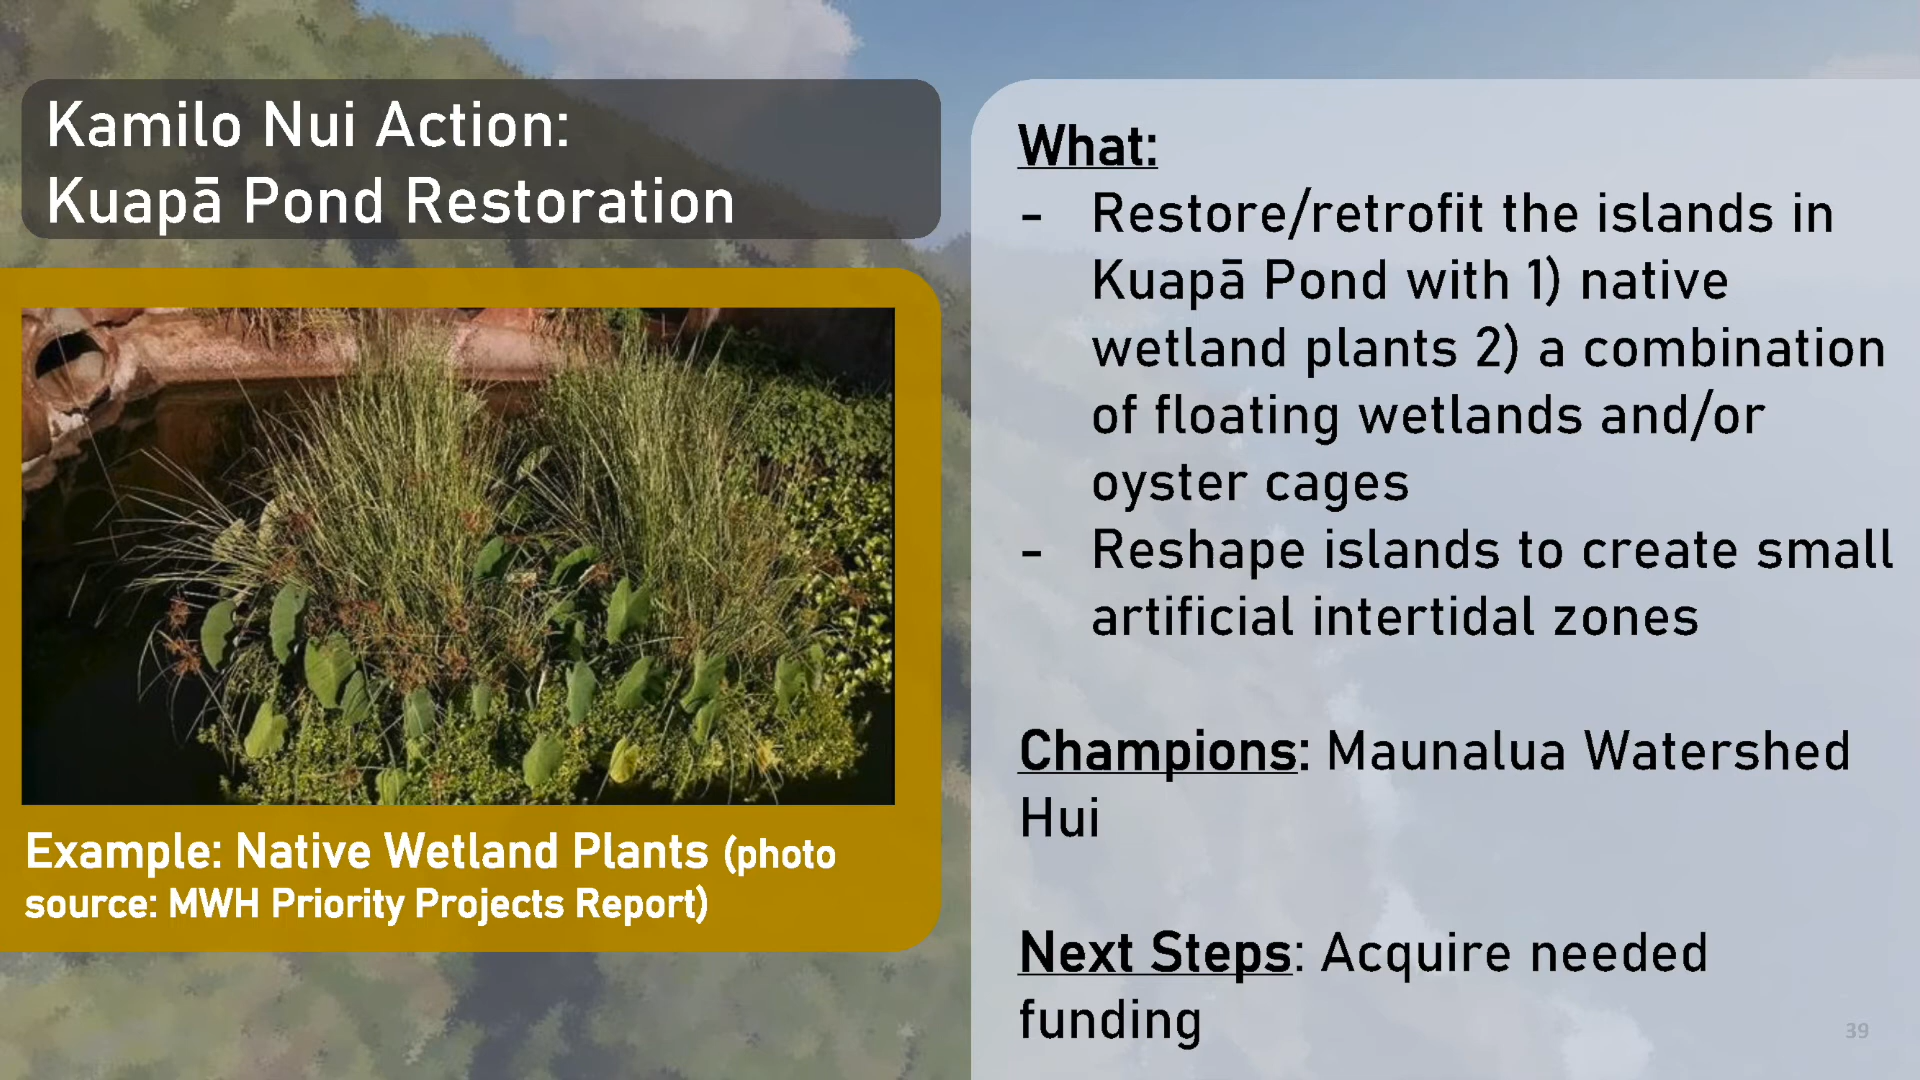 Kamilo Nui Action:
Kuapā Pond Restoration
Example: Native Wetland Plants (photo
source: MWH Priority Projects Report)
What:
- Restore/retrofit the islands in
Kuapā Pond with 1) native
wetland plants 2) a combination
of floating wetlands and/or
oyster cages
- Reshape islands to create small
artificial intertidal zones
Champions: Maunalua Watershed
Hui
Next Steps: Acquire needed
funding
39